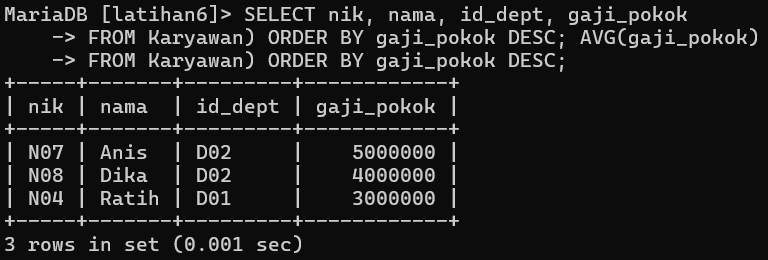 MariaDB [latihan6]> SELECT nik, nama, id_dept, gaji_pokok
    -> FROM Karyawan) ORDER BY gaji_pokok DESC; AVG(gaji_pokok)
    -> FROM Karyawan) ORDER BY gaji_pokok DESC;
+-----+-------+---------+------------+
| nik | nama  | id_dept | gaji_pokok |
+-----+-------+---------+------------+
| N07 | Anis  | D02     |    5000000 |
| N08 | Dika  | D02     |    4000000 |
| N04 | Ratih | D01     |    3000000 |
+-----+-------+---------+------------+
3 rows in set (0.001 sec)